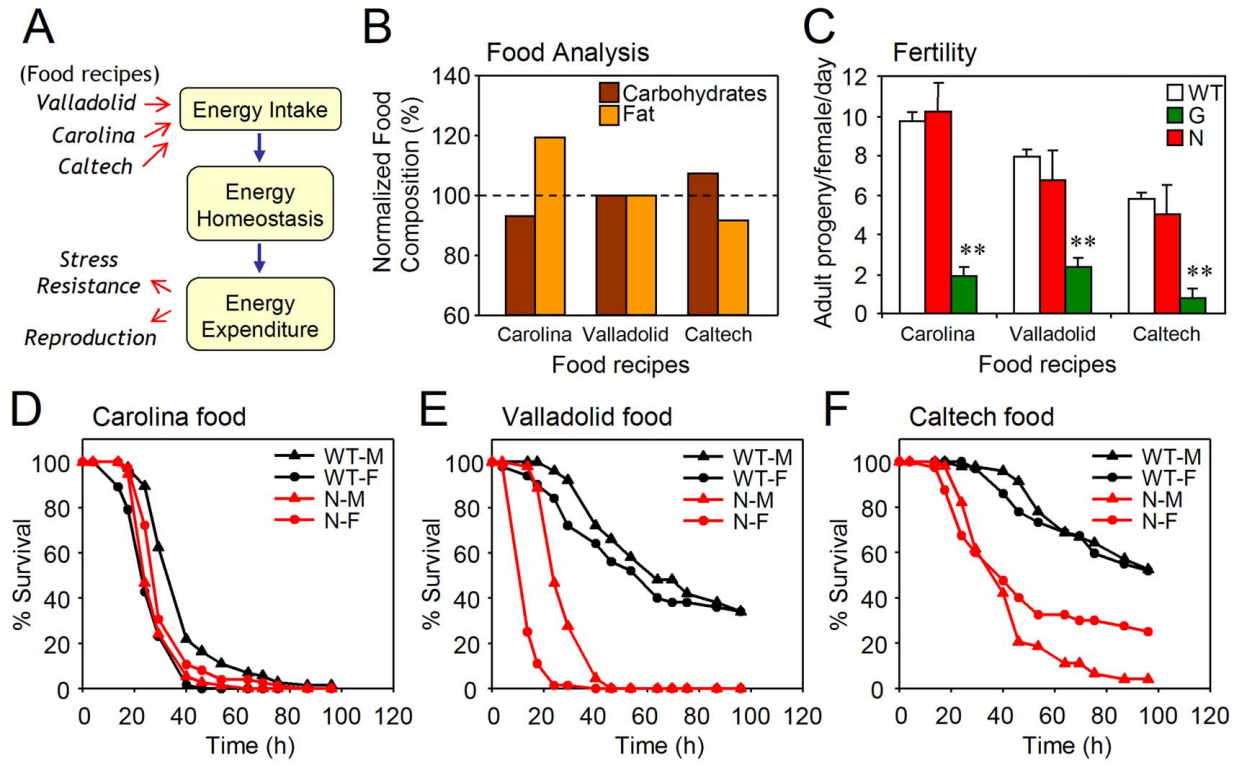 A
(Food recipes)
Valladolid
Carolina
Caltech
Energy Intake
Energy
Homeostasis
Stress
Resistance
Reproduction
Energy
Expenditure
B
Food Analysis
Normalized Food
Composition (%)
140
120
100
80
60
Carbohydrates
Fat
Carolina
Valladolid
Caltech
Food recipes
C
Fertility
Adult progeny/female/day
12
10
8
6
4
2
0
WT
G
N
**
**
**
Carolina
Valladolid
Caltech
Food recipes
D
Carolina food
% Survival
100
80
60
40
20
0
WT-M
WT-F
N-M
N-F
0 20 40 60 80 100 120
Time (h)
E
Valladolid food
% Survival
100
80
60
40
20
0
WT-M
WT-F
N-M
N-F
0 20 40 60 80 100 120
Time (h)
F
Caltech food
% Survival
100
80
60
40
20
0
WT-M
WT-F
N-M
N-F
0 20 40 60 80 100 120
Time (h)